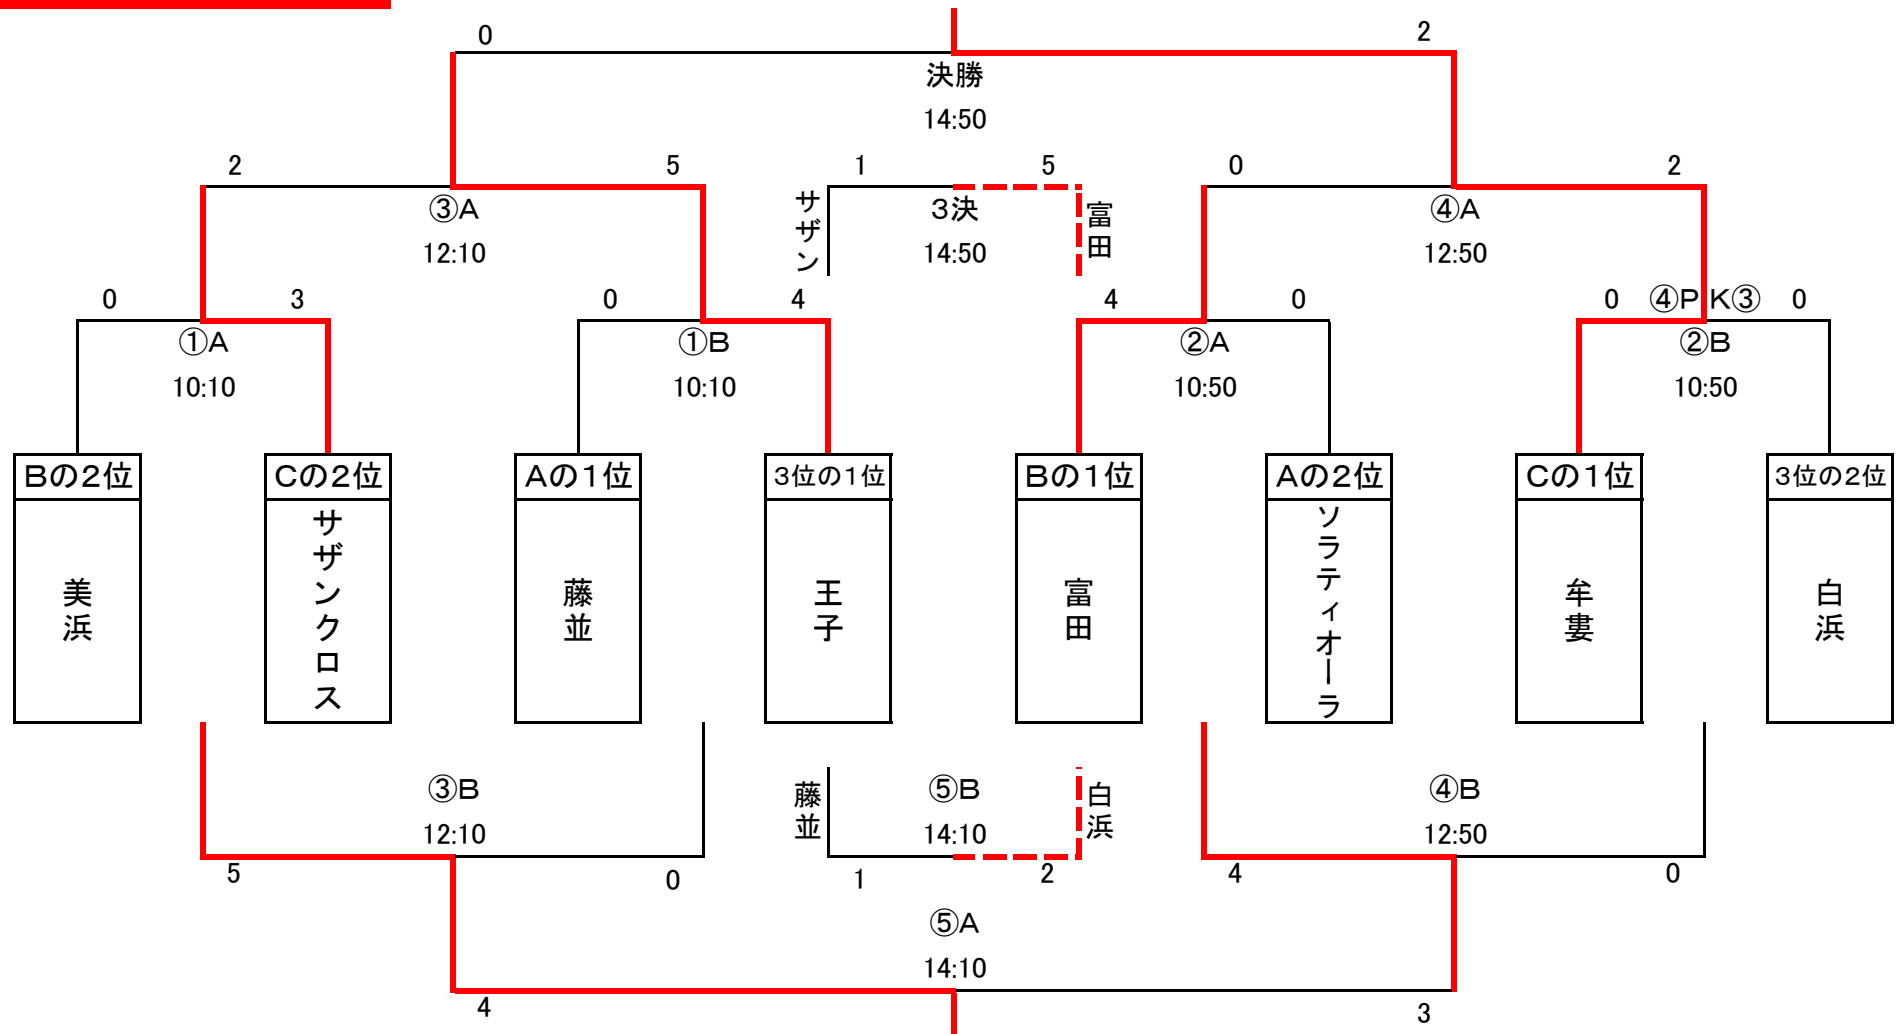 0 2
決勝
14:50
2 5 1 5 0 2
③A サザン 3決 富田 ④A
12:10 14:50 12:50
0 3 0 4 4 0 0 ④PK③ 0
①A ①B ②A ②B
10:10 10:10 10:50 10:50
Bの2位 Cの2位 Aの1位 3位の1位 Bの1位 Aの2位 Cの1位 3位の2位
美浜 サザンクロス 藤並 王子 富田 ソラティオーラ 牟婁 白浜
③B 藤並 ⑤B 白浜 ④B
12:10 14:10 12:50
5 0 1 2 4 0
⑤A
14:10
4 3